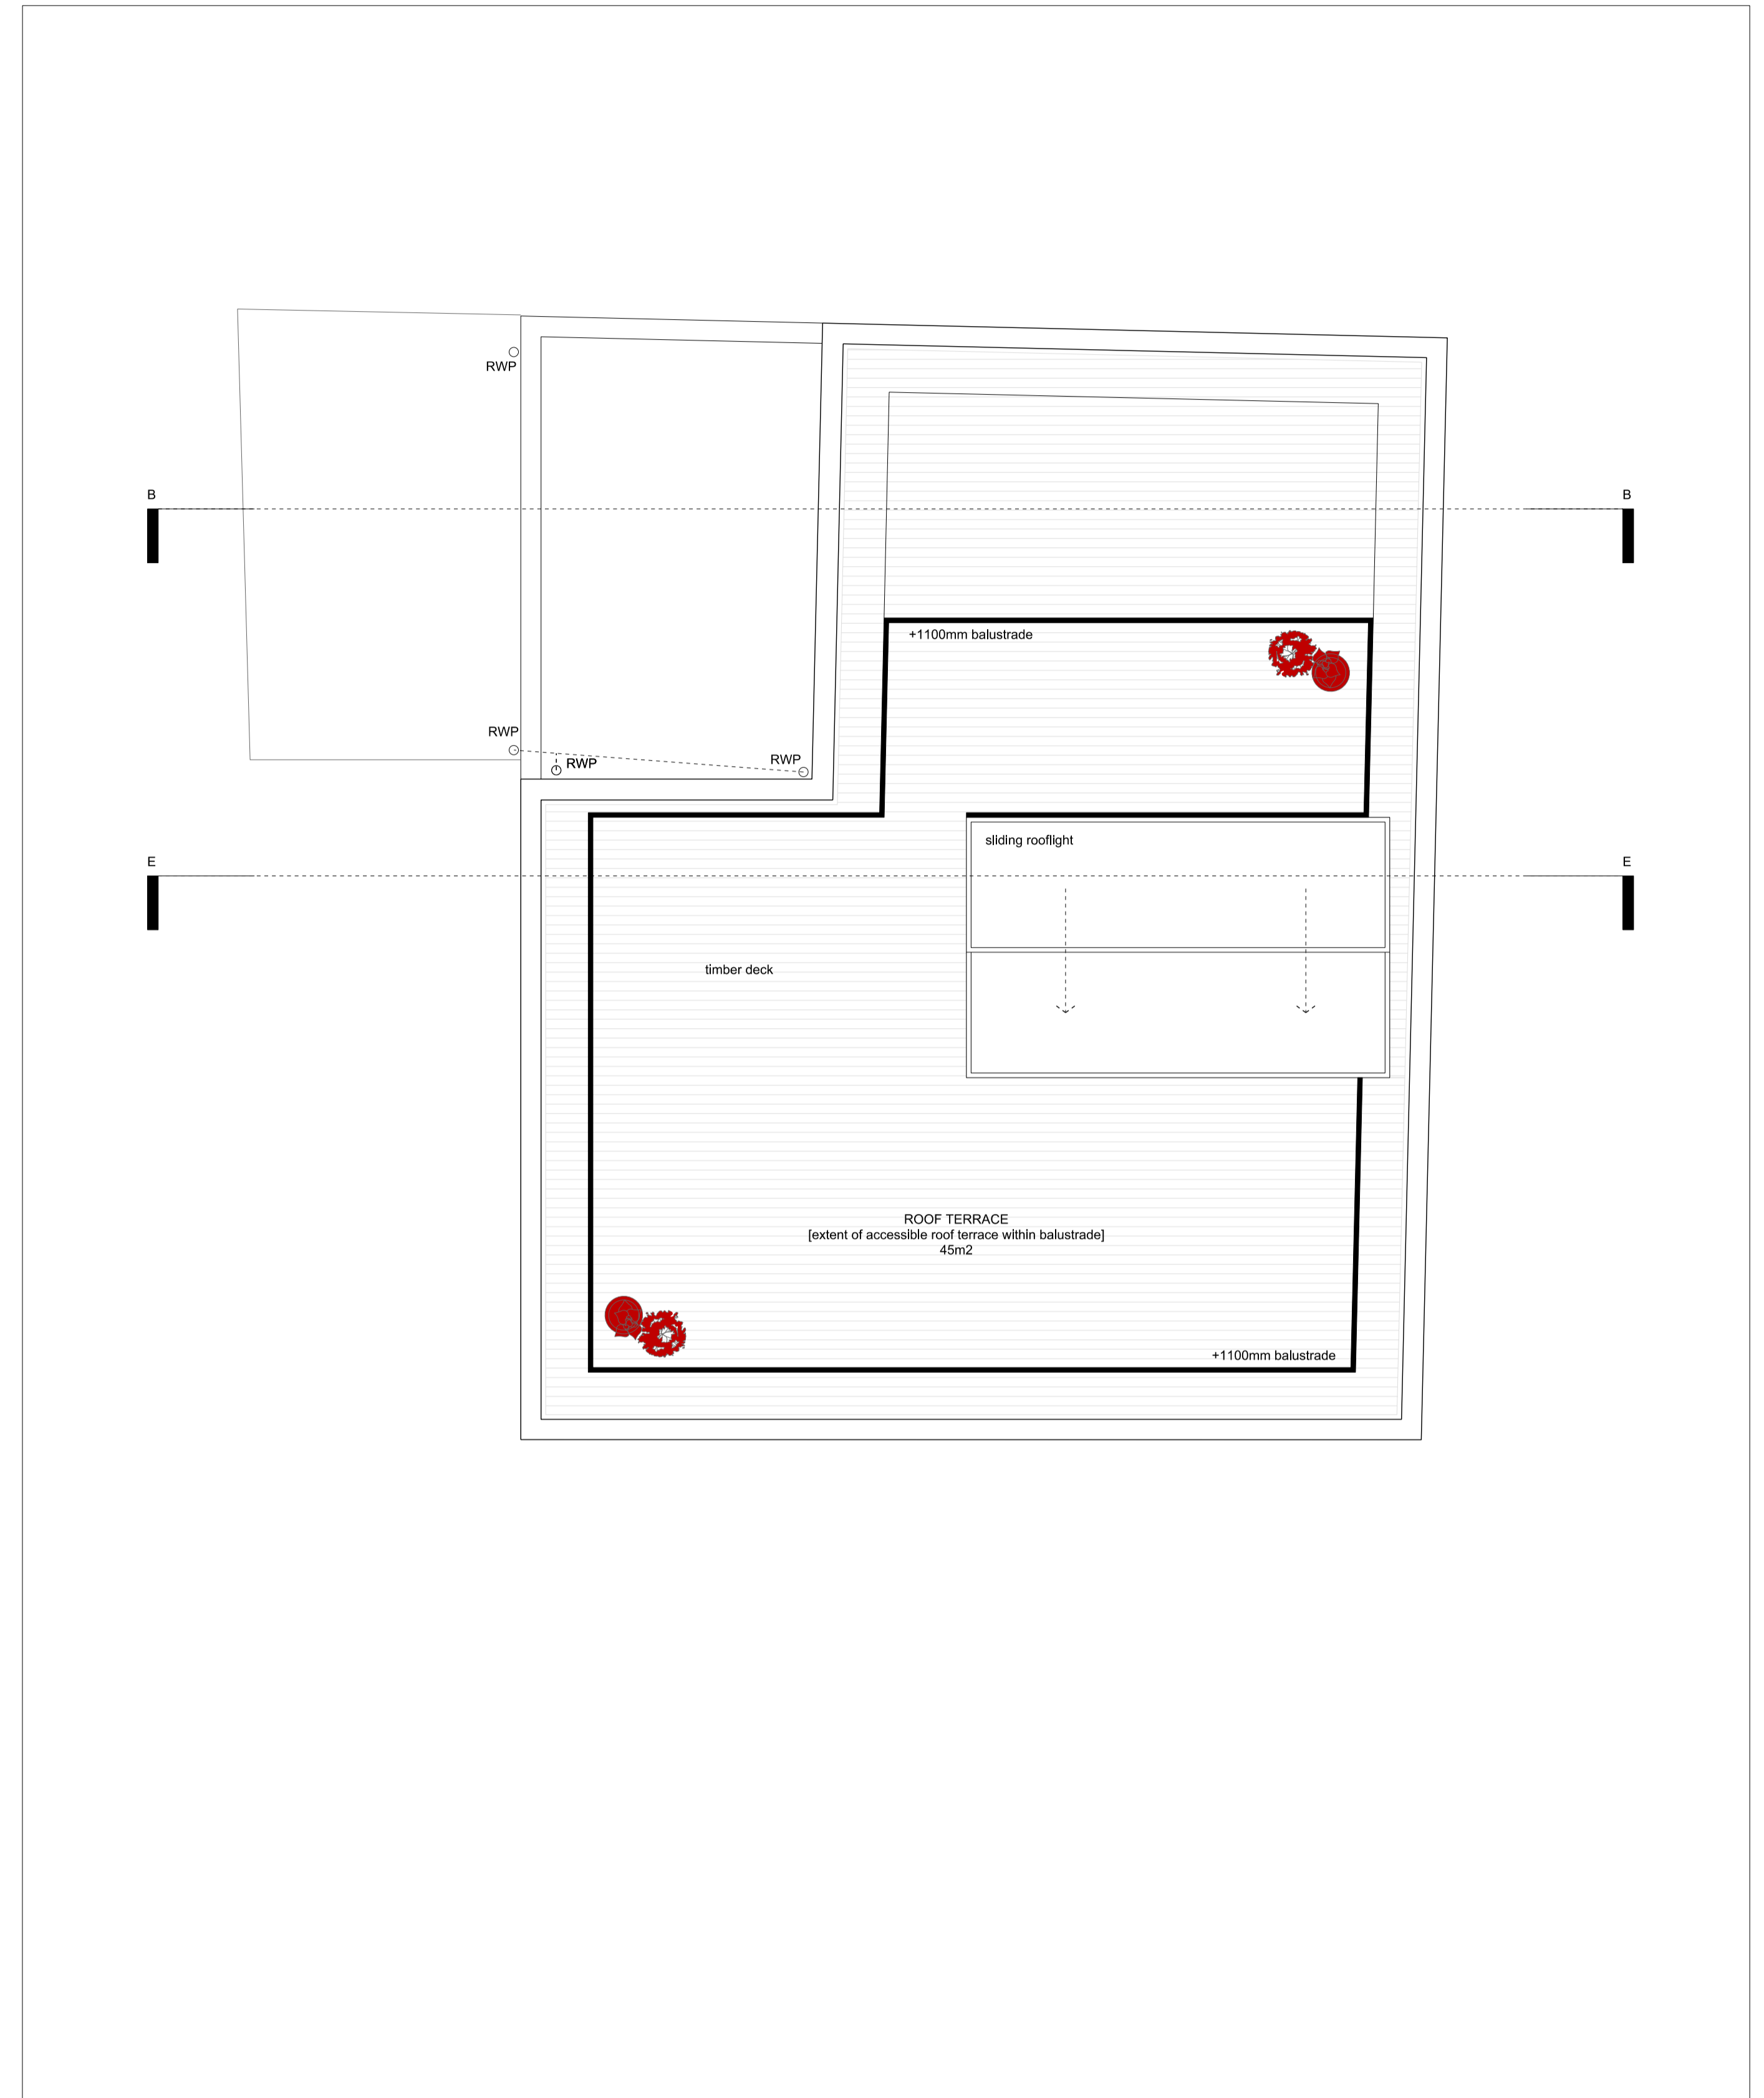 RWP
B
B
+1100mm balustrade
RWP
RWP
RWP
sliding rooflight
E
E
timber deck
ROOF TERRACE
[extent of accessible roof terrace within balustrade]
45m2
+1100mm balustrade